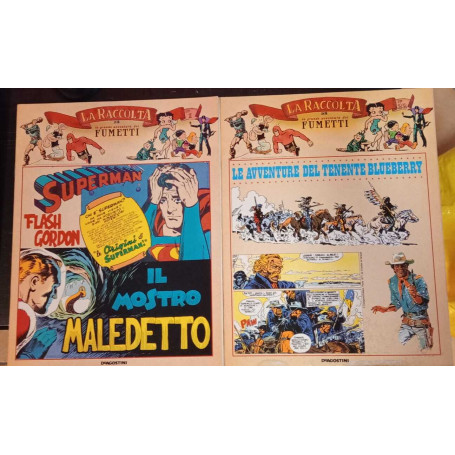 LA RACCOLTA
FUMETTI
SUPERMAN
FLASH
GORDON
"le Origini di
SUPERMAN!"
IL
MOSTRO
MALEDETTO
DeAGOSTINI
LA RACCOLTA
FUMETTI
LE AVVENTURE DEL TENENTE BLUEBERRY
PAW
DeAGOSTINI